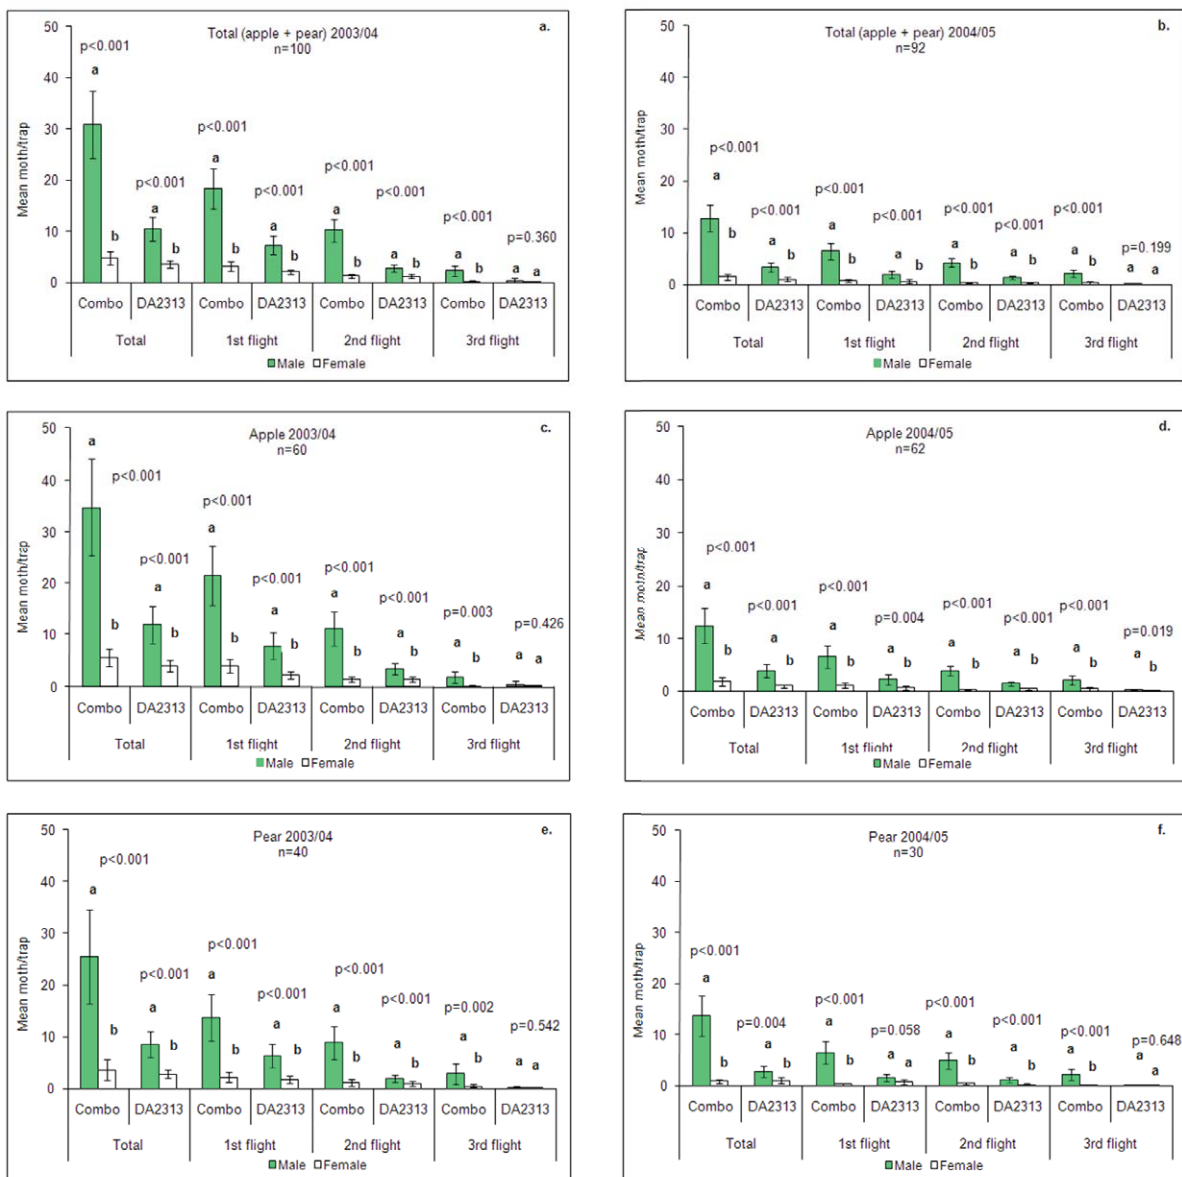 Total (apple + pear) 2003/04
n=100
a.
Mean moth/trap
50
40
30
20
10
0
p<0.001
a
b
p<0.001
a
b
p<0.001
a
b
p<0.001
a
b
p<0.001
a
b
p<0.001
a
b
p<0.001
a
b
p=0.360
a
a
Combo DA2313 Combo DA2313 Combo DA2313 Combo DA2313
Total 1st flight 2nd flight 3rd flight
Male Female
Total (apple + pear) 2004/05
n=92
b.
Mean moth/trap
50
40
30
20
10
0
p<0.001
a
b
p<0.001
a
b
p<0.001
a
b
p<0.001
a
b
p<0.001
a
b
p<0.001
a
b
p<0.001
a
b
p=0.199
a
a
Combo DA2313 Combo DA2313 Combo DA2313 Combo DA2313
Total 1st flight 2nd flight 3rd flight
Male Female
Apple 2003/04
n=60
c.
Mean moth/trap
50
40
30
20
10
0
a
p<0.001
b
p<0.001
a
b
p<0.001
a
b
p<0.001
a
b
p<0.001
a
b
p<0.001
a
b
p=0.003
a
b
p=0.426
a
a
Combo DA2313 Combo DA2313 Combo DA2313 Combo DA2313
Total 1st flight 2nd flight 3rd flight
Male Female
Apple 2004/05
n=62
d.
Mean moth/trap
50
40
30
20
10
0
p<0.001
a
b
p<0.001
a
b
p<0.001
a
b
p=0.004
a
b
p<0.001
a
b
p<0.001
a
b
p<0.001
a
b
p=0.019
a
b
Combo DA2313 Combo DA2313 Combo DA2313 Combo DA2313
Total 1st flight 2nd flight 3rd flight
Male Female
Pear 2003/04
n=40
e.
Mean moth/trap
50
40
30
20
10
0
p<0.001
a
b
p<0.001
a
b
p<0.001
a
b
p<0.001
a
b
p<0.001
a
b
p<0.001
a
b
p=0.002
a
b
p=0.542
a
a
Combo DA2313 Combo DA2313 Combo DA2313 Combo DA2313
Total 1st flight 2nd flight 3rd flight
Male Female
Pear 2004/05
n=30
f.
Mean moth/trap
50
40
30
20
10
0
p<0.001
a
b
p=0.004
a
b
p<0.001
a
b
p=0.058
a
a
p<0.001
a
b
p<0.001
a
b
p<0.001
a
b
p=0.648
a
a
Combo DA2313 Combo DA2313 Combo DA2313 Combo DA2313
Total 1st flight 2nd flight 3rd flight
Male Female